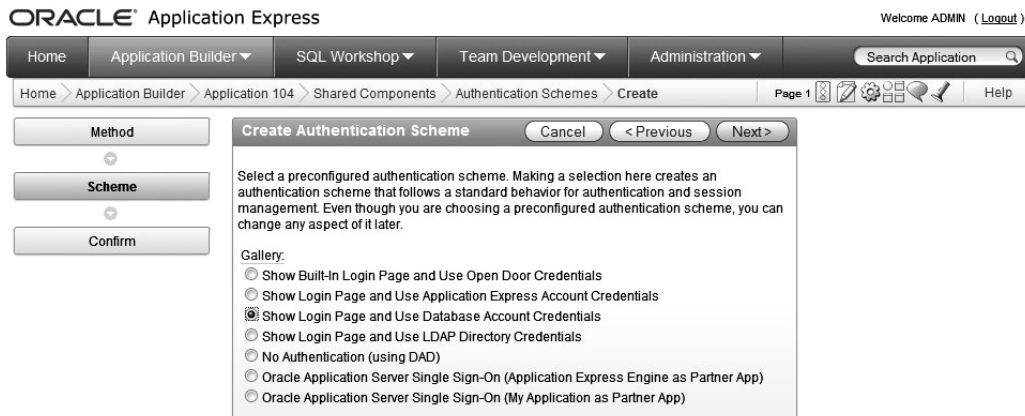 ORACLE® Application Express
Welcome ADMIN (Logout)
Home Application Builder SQL Workshop Team Development Administration Search Application
Home Application Builder Application 104 Shared Components Authentication Schemes Create Page 1 Help
Method
Scheme
Confirm
Create Authentication Scheme Cancel < Previous Next >
Select a preconfigured authentication scheme. Making a selection here creates an
authentication scheme that follows a standard behavior for authentication and session
management. Even though you are choosing a preconfigured authentication scheme, you can
change any aspect of it later.
Gallery:
Show Built-In Login Page and Use Open Door Credentials
Show Login Page and Use Application Express Account Credentials
Show Login Page and Use Database Account Credentials
Show Login Page and Use LDAP Directory Credentials
No Authentication (using DAD)
Oracle Application Server Single Sign-On (Application Express Engine as Partner App)
Oracle Application Server Single Sign-On (My Application as Partner App)